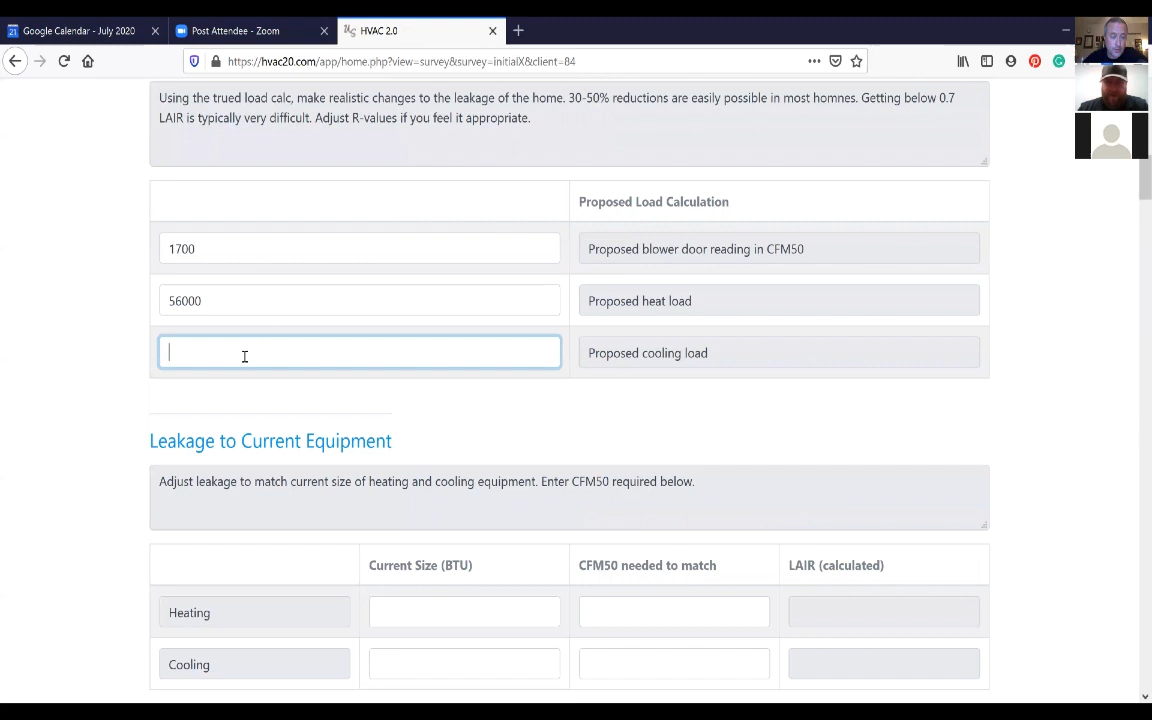 Google Calendar - July 2020
Post Attendee - Zoom
HVAC 2.0
https://hvac20.com/app/home.php?view=survey&survey=initialX&client=84
Using the trued load calc, make realistic changes to the leakage of the home. 30-50% reductions are easily possible in most homnes. Getting below 0.7
LAIR is typically very difficult. Adjust R-values if you feel it appropriate.
Proposed Load Calculation
1700 Proposed blower door reading in CFM50
56000 Proposed heat load
Proposed cooling load
Leakage to Current Equipment
Adjust leakage to match current size of heating and cooling equipment. Enter CFM50 required below.
Current Size (BTU) CFM50 needed to match LAIR (calculated)
Heating
Cooling